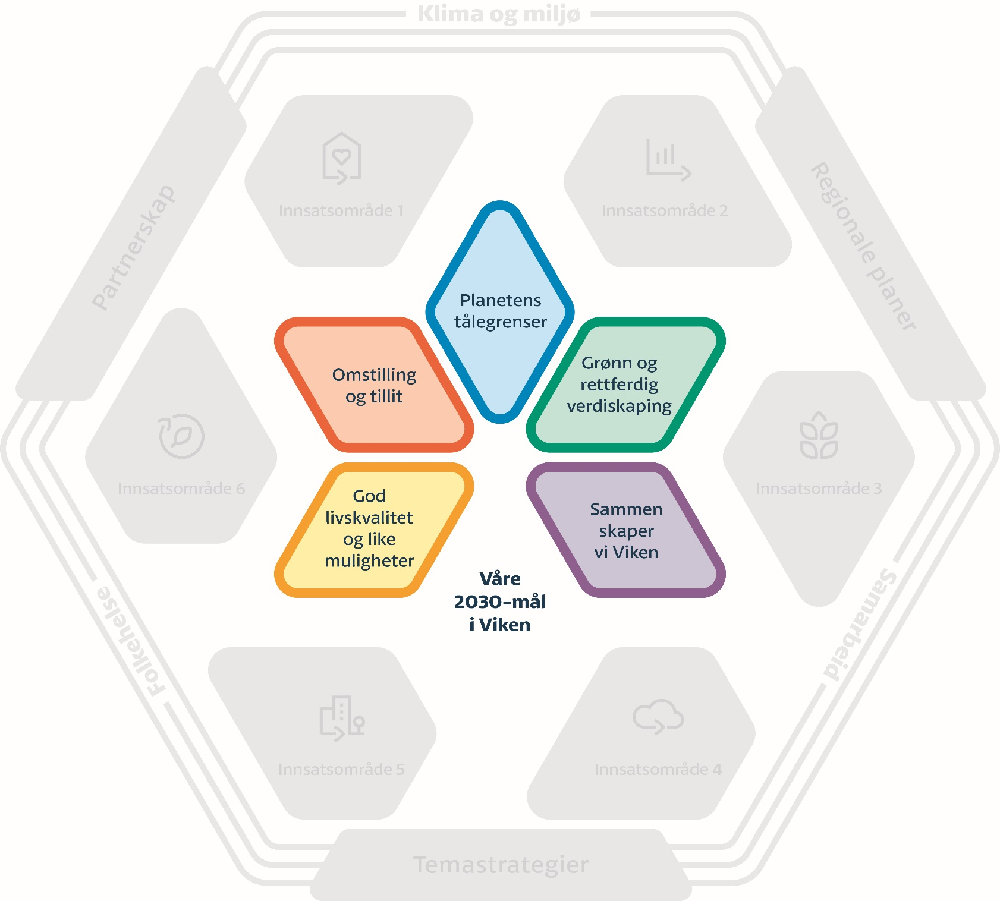 Klima og miljø
Partnerskap
Regionale planer
Innsatsområde 1
Innsatsområde 2
Planetens
tålegrenser
Omstilling
og tillit
Grønn og
rettferdig
verdiskaping
Innsatsområde 6
Innsatsområde 3
God
livskvalitet
og like
muligheter
Sammen
skaper
vi Viken
Våre
2030-mål
i Viken
Folkehelse
Samarbeid
Innsatsområde 5
Innsatsområde 4
Temastrategier